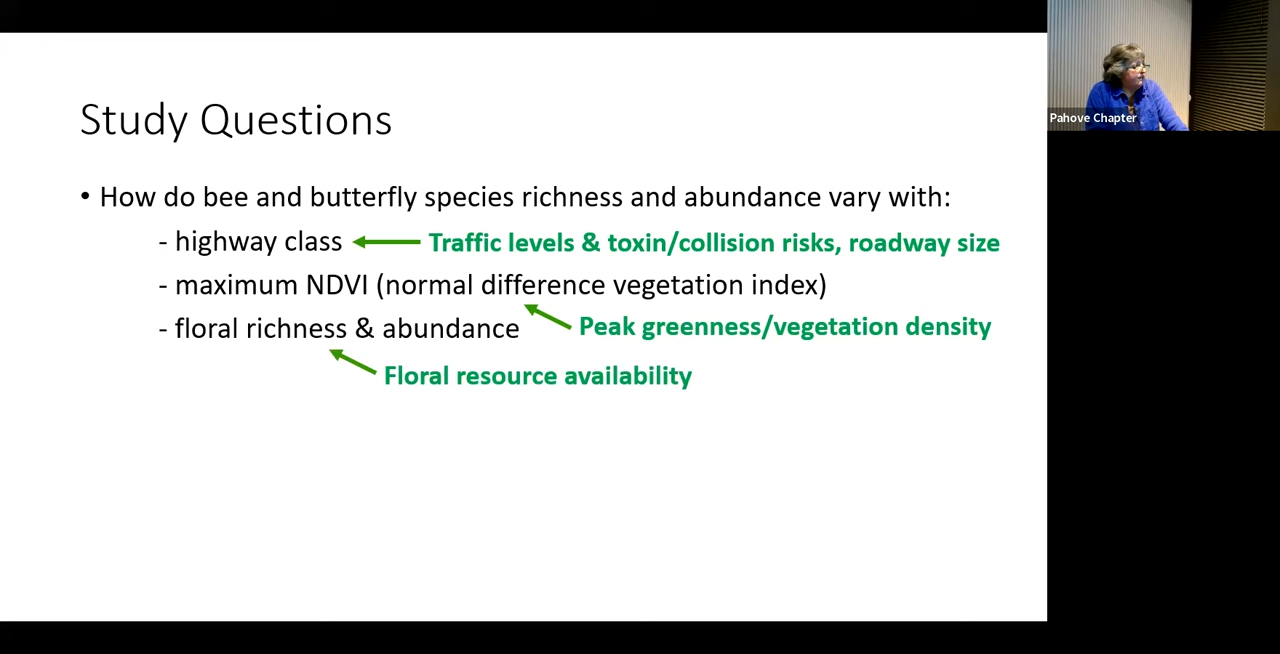 Study Questions
• How do bee and butterfly species richness and abundance vary with:
- highway class
Traffic levels & toxin/collision risks, roadway size
- maximum NDVI (normal difference vegetation index)
- floral richness & abundance
Peak greenness/vegetation density
Floral resource availability
Pahove Chapter